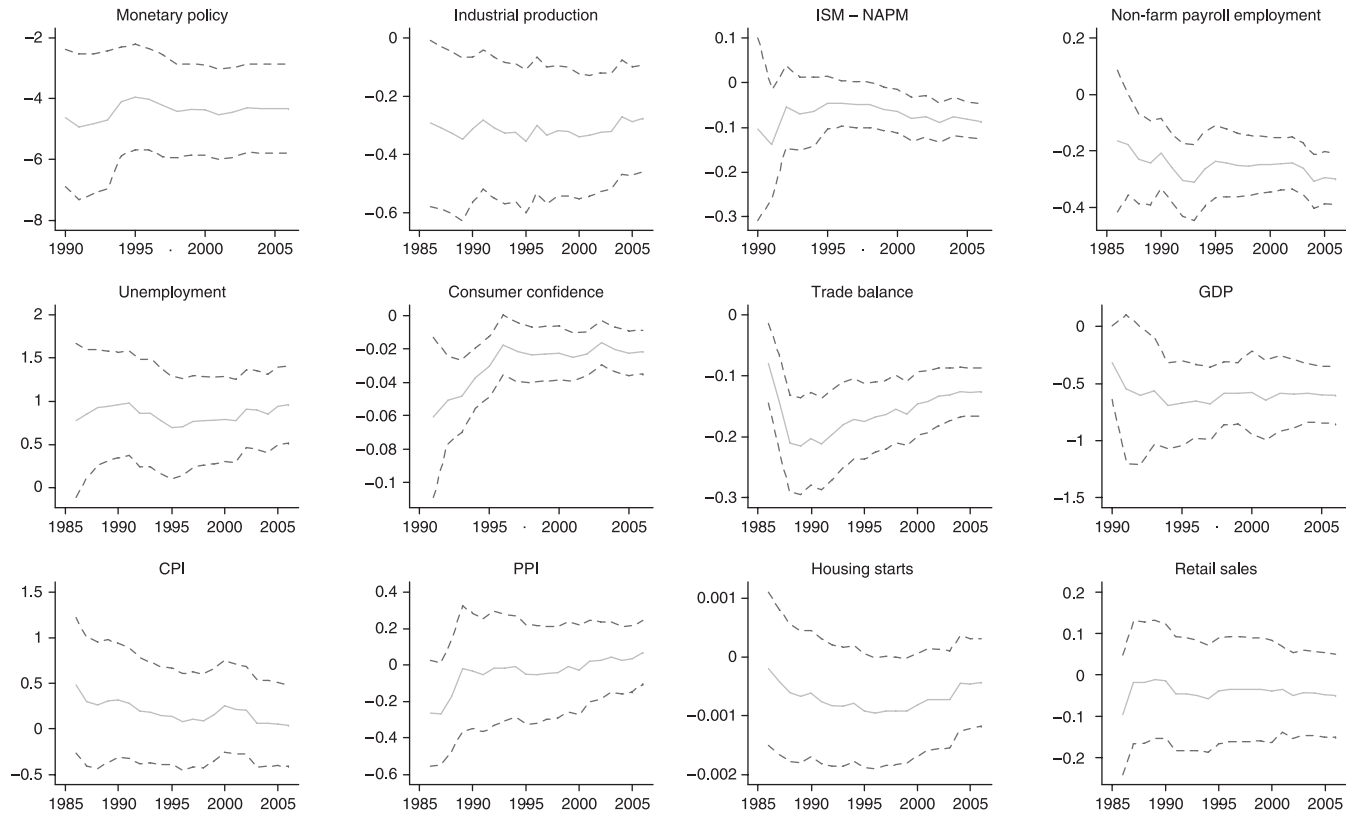 Monetary policy
−2
−4
−6
−8
1990 1995 . 2000 2005
Industrial production
0
−0.2
−0.4
−0.6
1985 1990 1995 2000 2005
ISM – NAPM
0.1
0
−0.1
−0.2
−0.3
1990 1995 . 2000 2005
Non-farm payroll employment
0.2
0
−0.2
−0.4
1985 1990 1995 2000 2005
Unemployment
2
1.5
1
0.5
0
1985 1990 1995 2000 2005
Consumer confidence
0
−0.02
−0.04
−0.06
−0.08
−0.1
1990 1995 . 2000 2005
Trade balance
0
−0.1
−0.2
−0.3
1985 1990 1995 2000 2005
GDP
0
−0.5
−1
−1.5
1990 1995 . 2000 2005
CPI
1.5
1
0.5
0
−0.5
1985 1990 1995 2000 2005
PPI
0.4
0.2
0
−0.2
−0.4
−0.6
1985 1990 1995 2000 2005
Housing starts
0.001
0
−0.001
−0.002
1985 1990 1995 2000 2005
Retail sales
0.2
0.1
0
−0.1
−0.2
1985 1990 1995 2000 2005